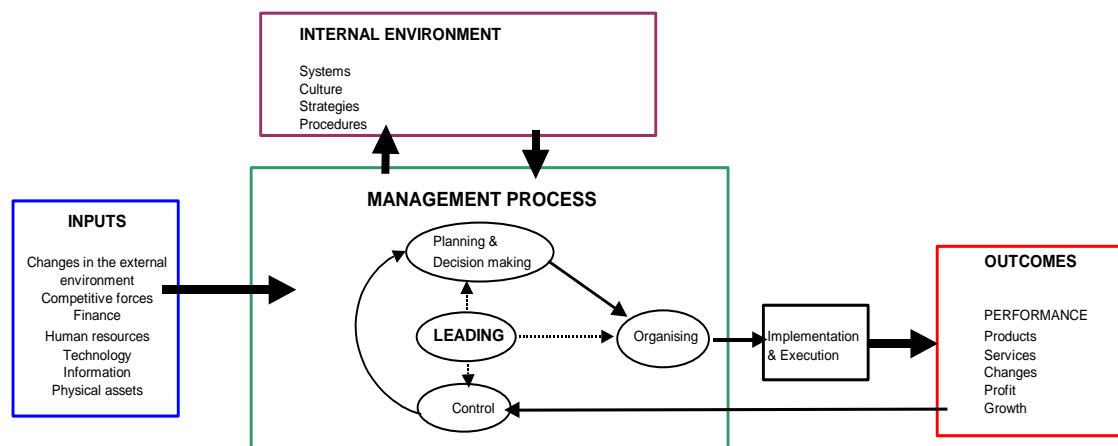 INTERNAL ENVIRONMENT
Systems
Culture
Strategies
Procedures
MANAGEMENT PROCESS
INPUTS
Changes in the external
environment
Competitive forces
Finance
Human resources
Technology
Information
Physical assets
Planning &
Decision making
LEADING
Organising
Control
Implementation
& Execution
OUTCOMES
PERFORMANCE
Products
Services
Changes
Profit
Growth